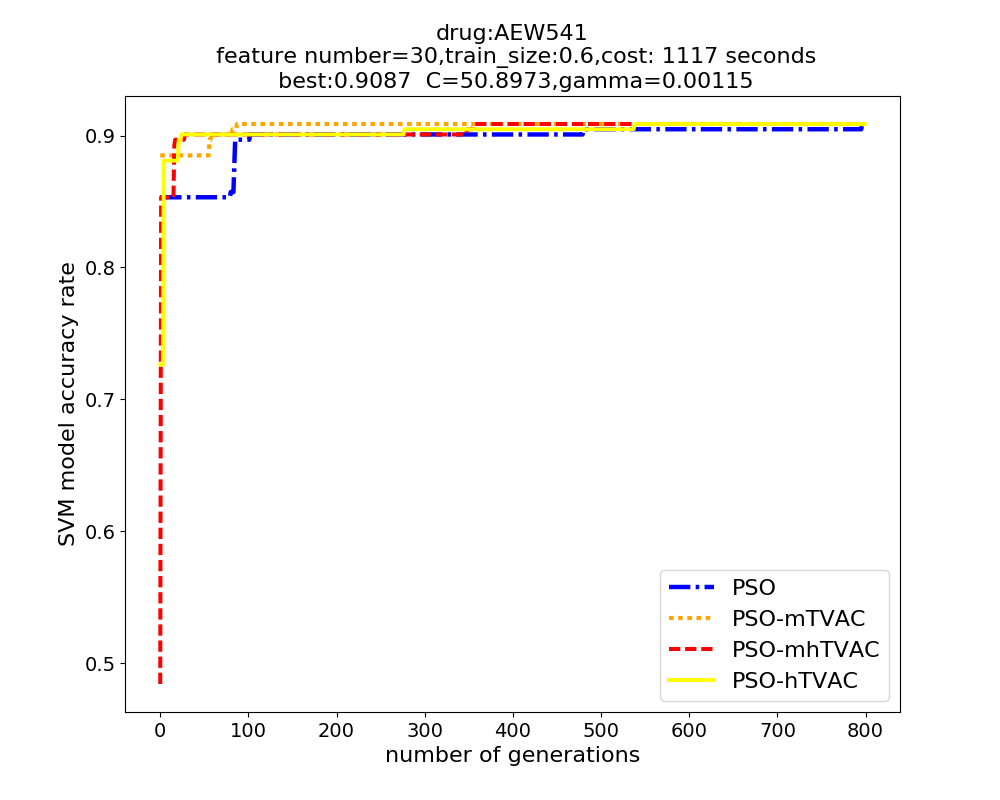 drug:AEW541
feature number=30,train_size:0.6,cost: 1117 seconds
best:0.9087  C=50.8973,gamma=0.00115
SVM model accuracy rate
0.9
0.8
0.7
0.6
0.5
PSO
PSO-mTVAC
PSO-mhTVAC
PSO-hTVAC
0 100 200 300 400 500 600 700 800
number of generations